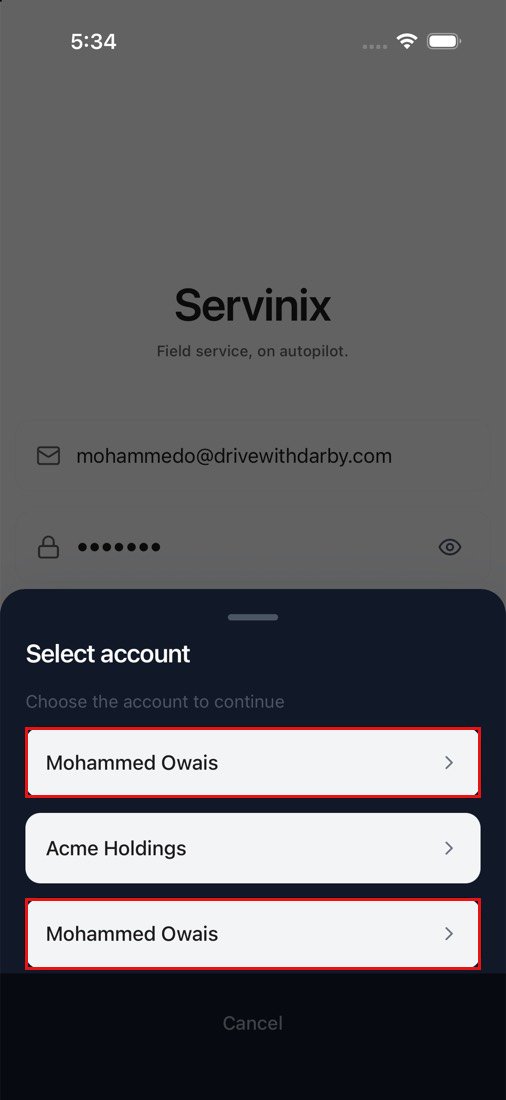 5:34
Servinix
Field service, on autopilot.
mohammedo@drivewithdarby.com
•••••••
Select account
Choose the account to continue
Mohammed Owais
Acme Holdings
Mohammed Owais
Cancel